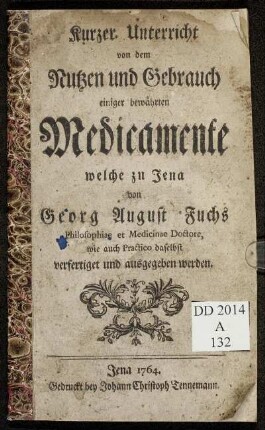 Kurzer Unterricht
von dem
Nutzen und Gebrauch
einiger bewährten
Medicamente
welche zu Jena
von
Georg August Fuchs
Philosophiae et Medicinae Doctore,
wie auch Practico daselbst
verfertiget und ausgegeben werden.
DD 2014
A
132
Jena 1764.
Gedruckt bey Johann Christoph Tennemann.